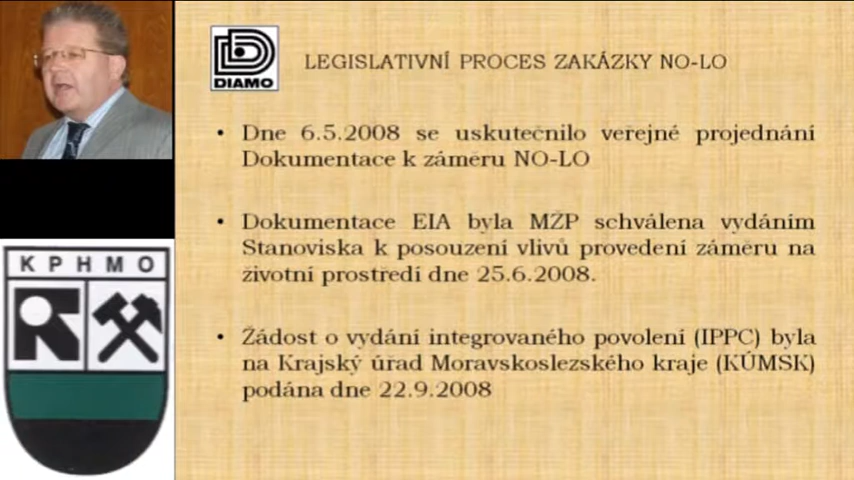 DIAMO
LEGISLATIVNÍ PROCES ZAKÁZKY NO-LO
• Dne 6.5.2008 se uskutečnilo veřejné projednání
Dokumentace k záměru NO-LO
• Dokumentace EIA byla MŽP schválena vydáním
Stanoviska k posouzení vlivů provedení záměru na
životní prostředí dne 25.6.2008.
• Žádost o vydání integrovaného povolení (IPPC) byla
na Krajský úřad Moravskoslezského kraje (KÚMSK)
podána dne 22.9.2008
KPHMO